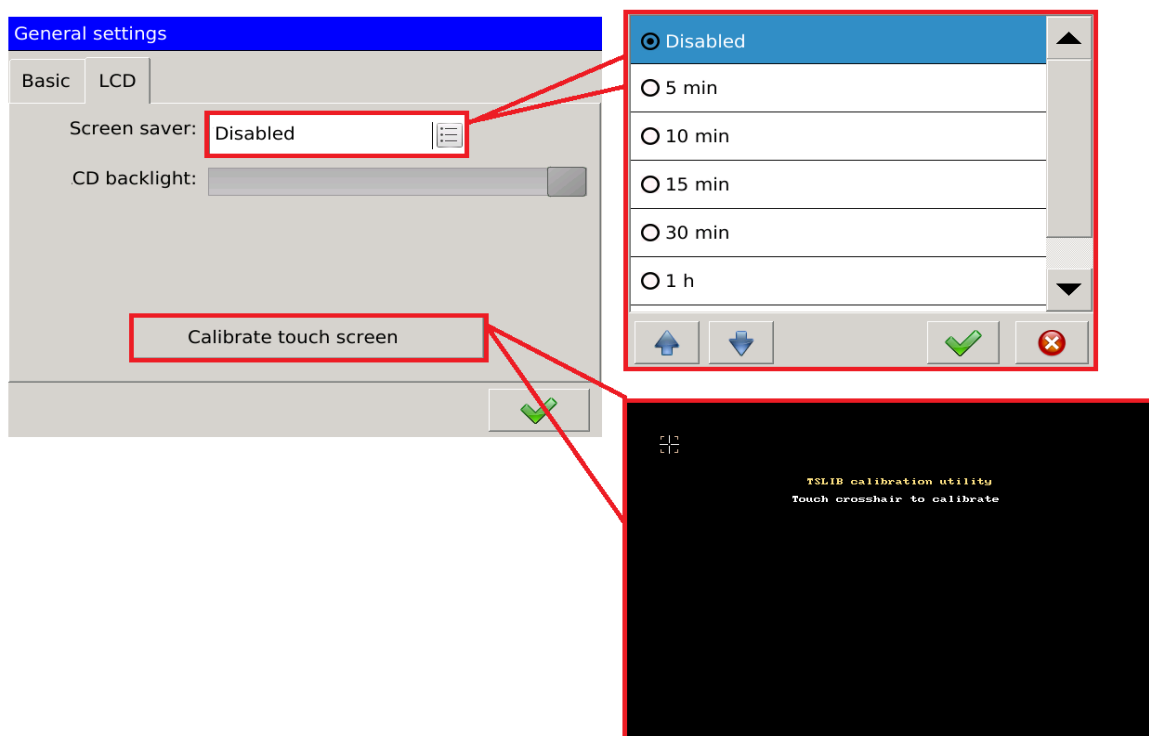 General settings
Basic
LCD
Screen saver:
Disabled
CD backlight:
Calibrate touch screen
Disabled
5 min
10 min
15 min
30 min
1 h
TSLIB calibration utility
Touch crosshair to calibrate